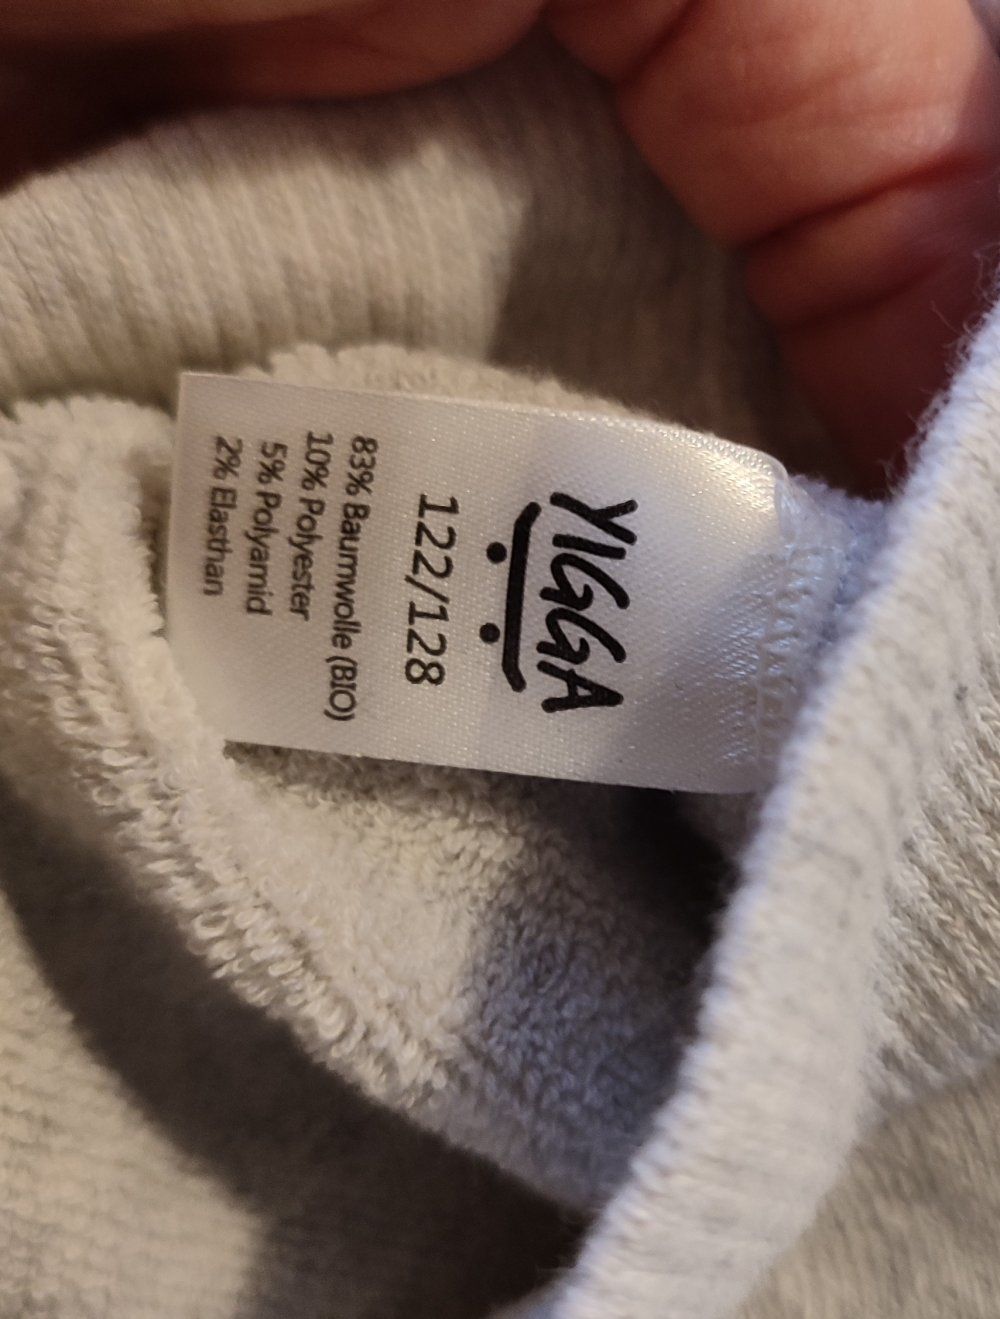 YIGGA
122/128
83% Baumwolle (BIO)
10% Polyester
5% Polyamid
2% Elasthan